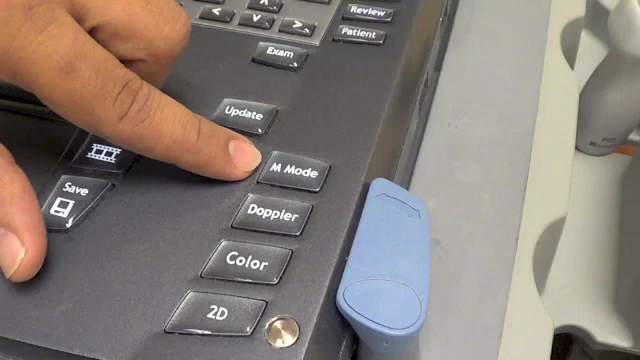 Review
Patient
Exam
Update
M Mode
Doppler
Save
Color
2D